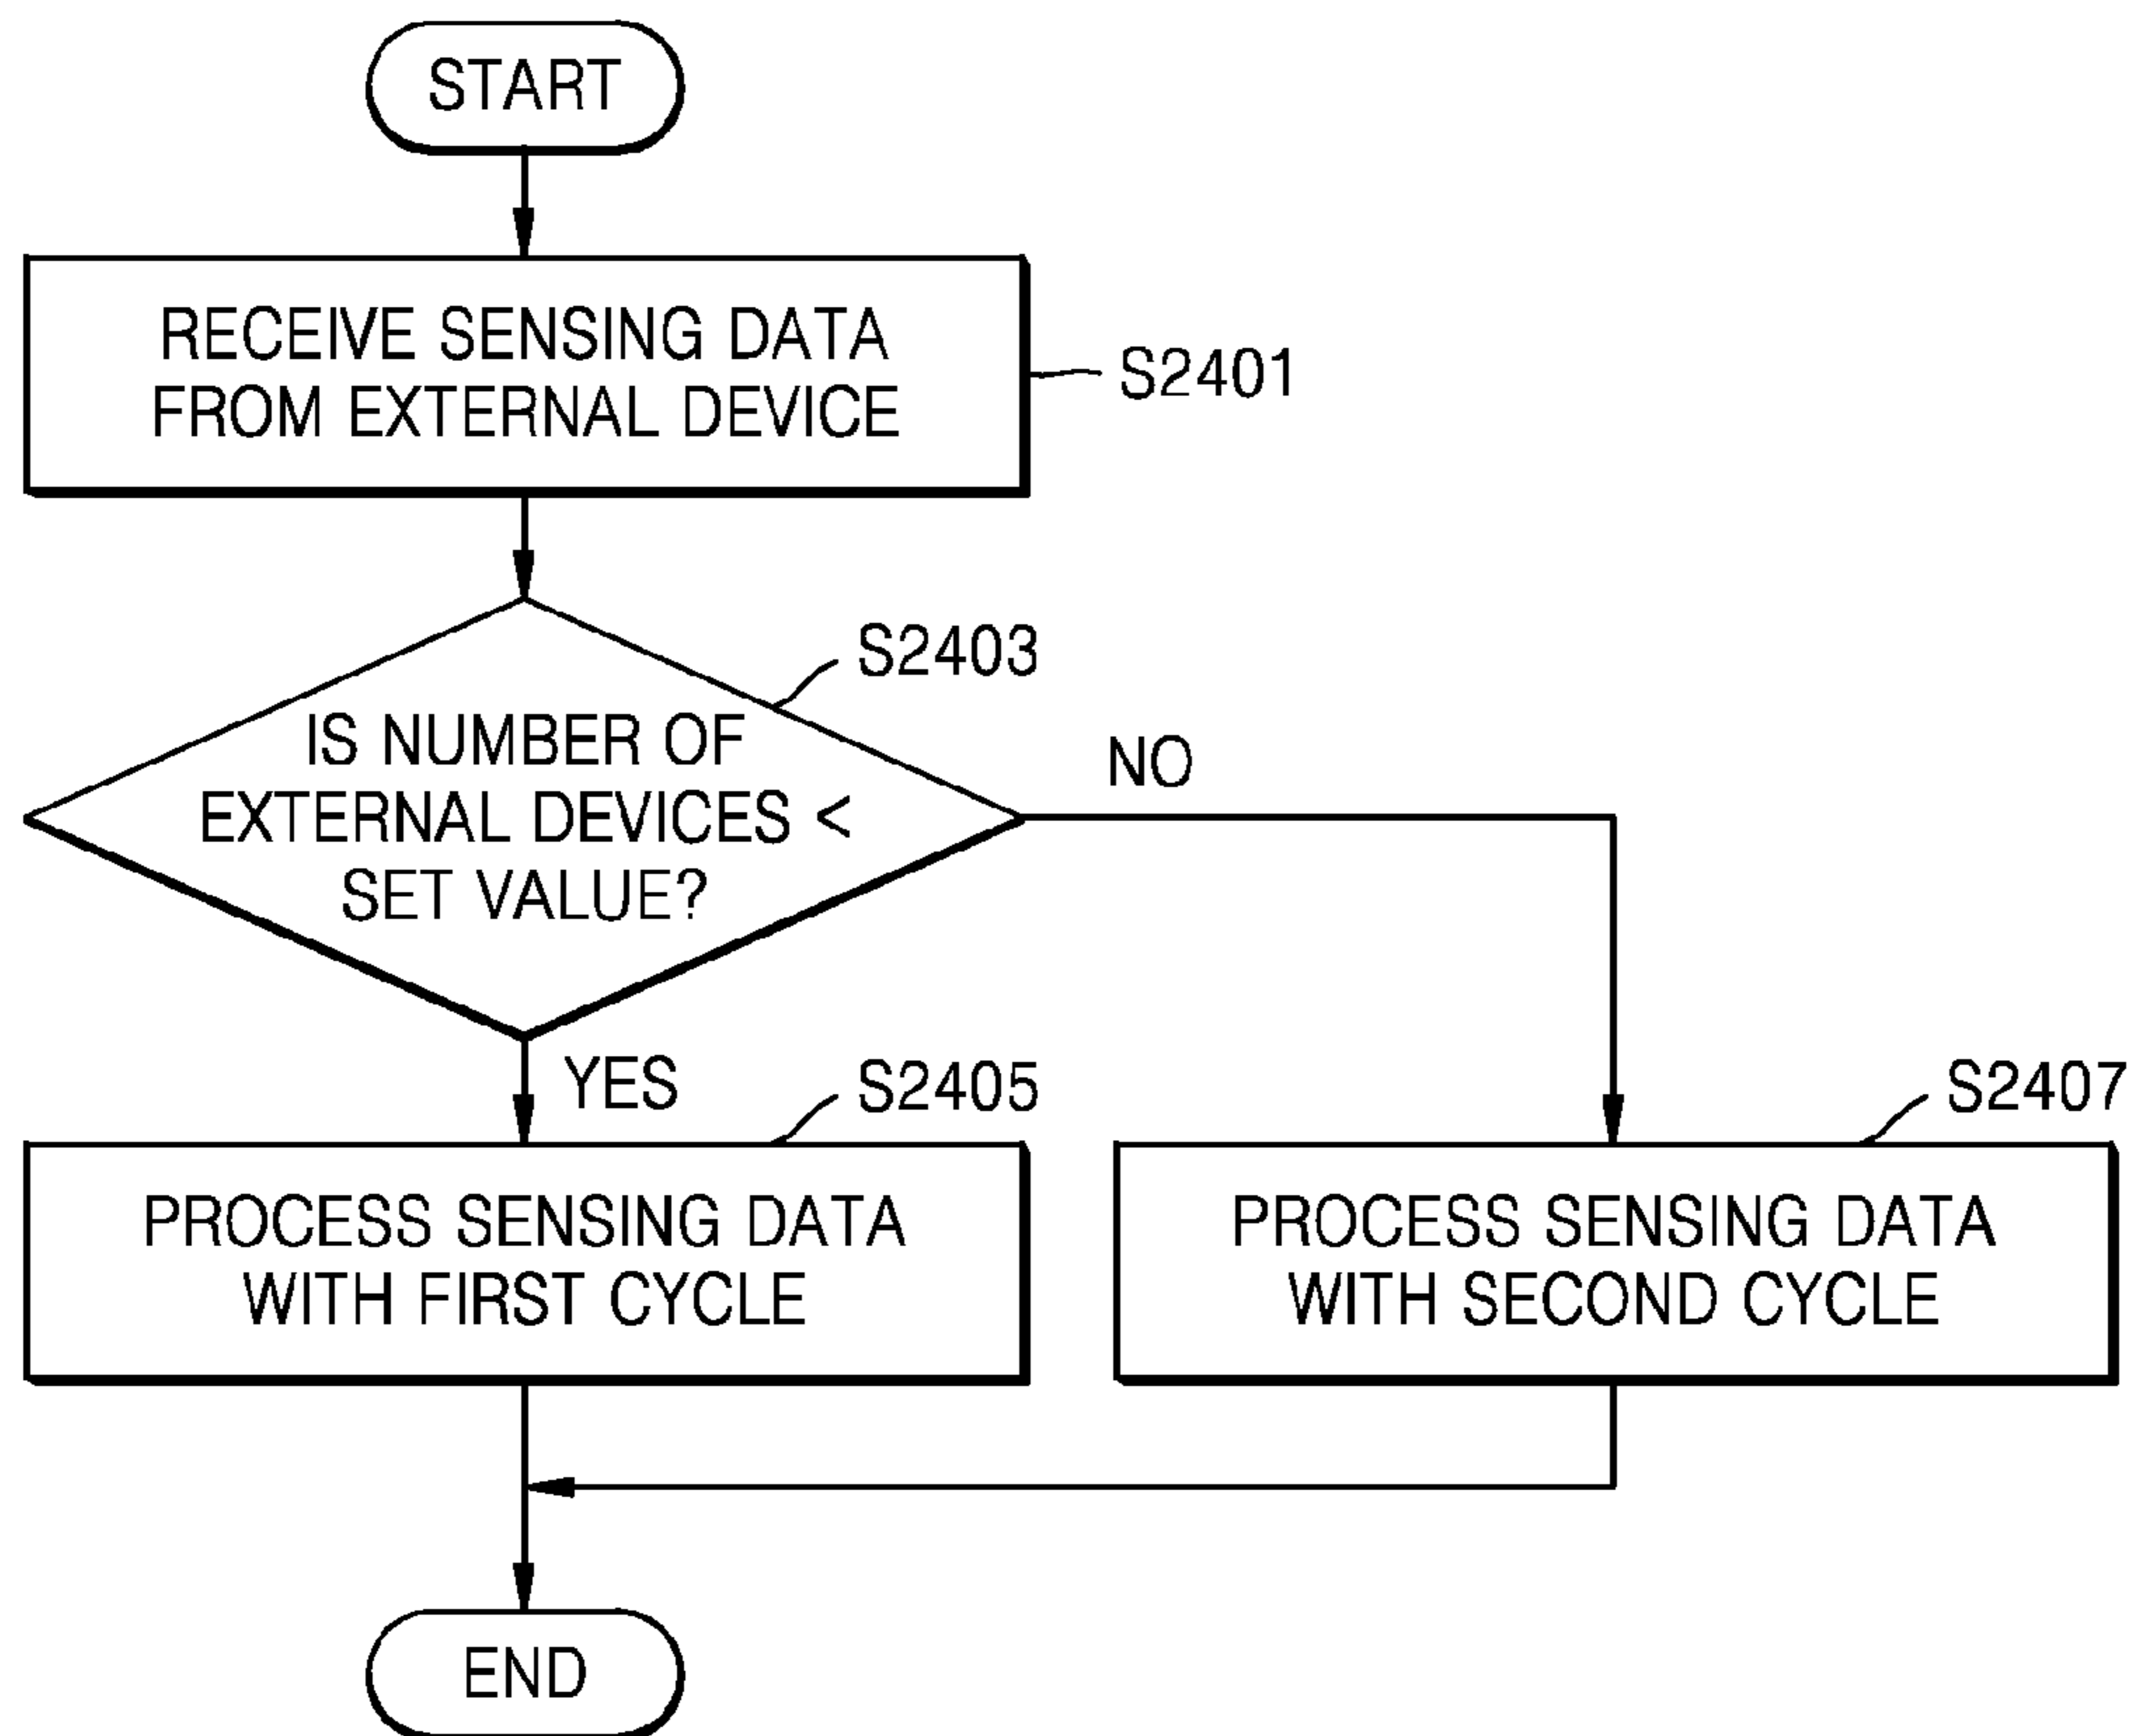 START
RECEIVE SENSING DATA
FROM EXTERNAL DEVICE
S2401
S2403
IS NUMBER OF
EXTERNAL DEVICES <
SET VALUE?
NO
YES
S2405
S2407
PROCESS SENSING DATA
WITH FIRST CYCLE
PROCESS SENSING DATA
WITH SECOND CYCLE
END